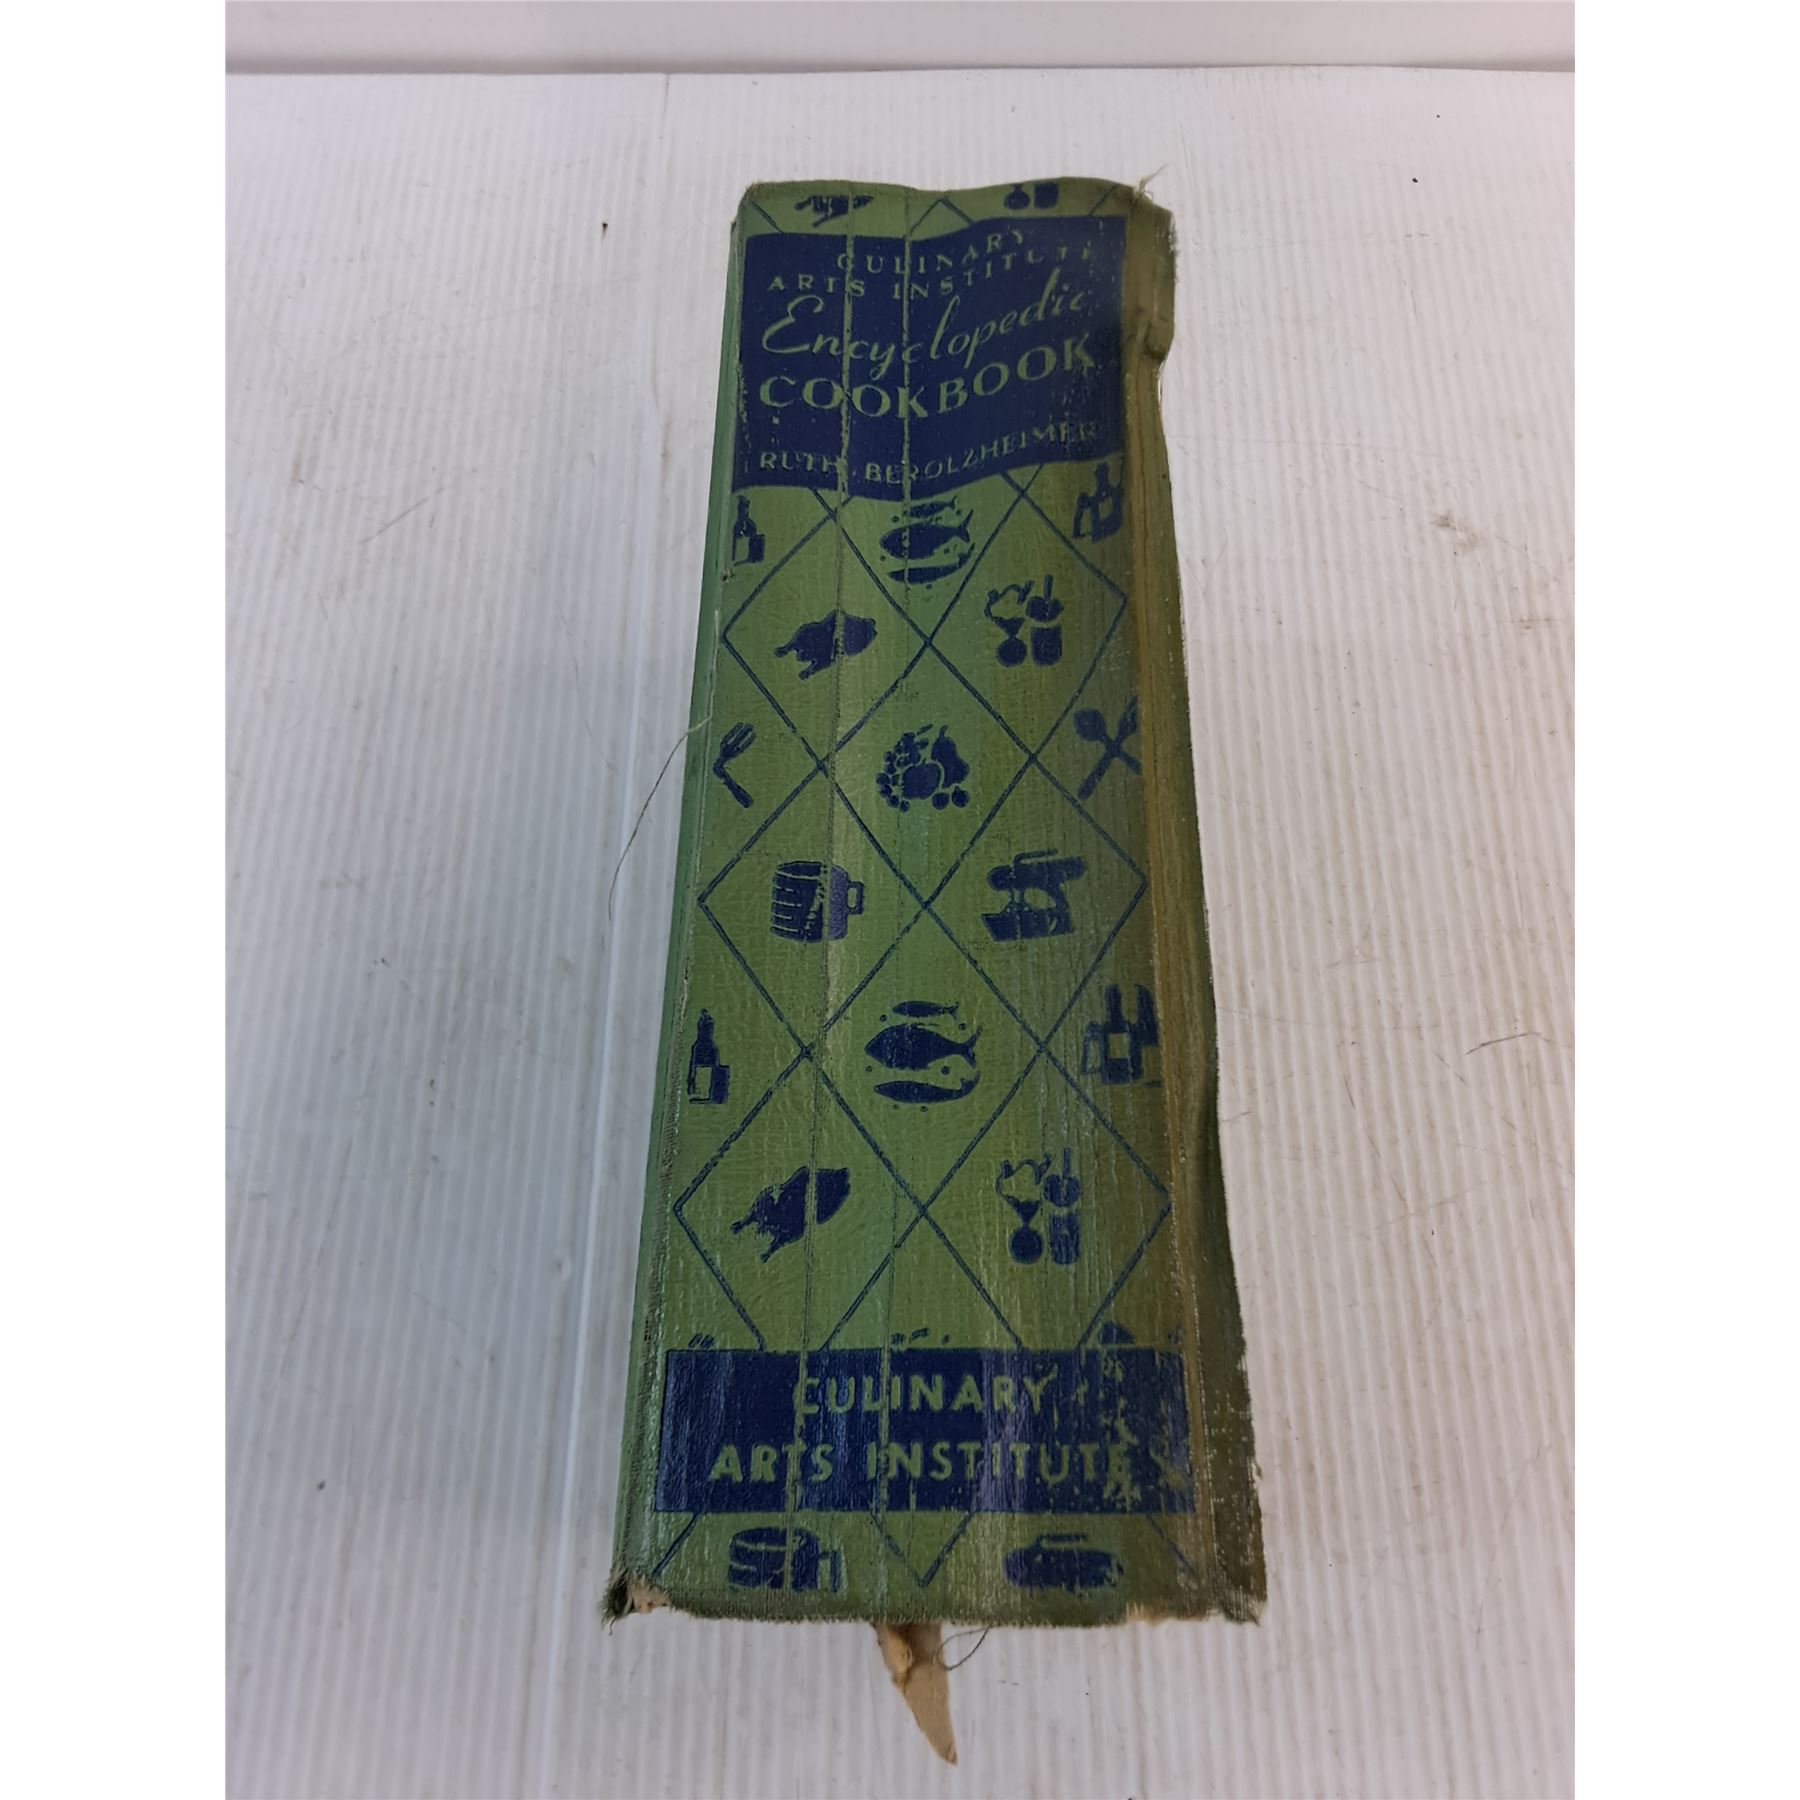 CULINARY
ARTS INSTITUTE
Encyclopedic
COOKBOOK
RUTH BEROLZHEIMER
CULINARY
ARTS INSTITUTE